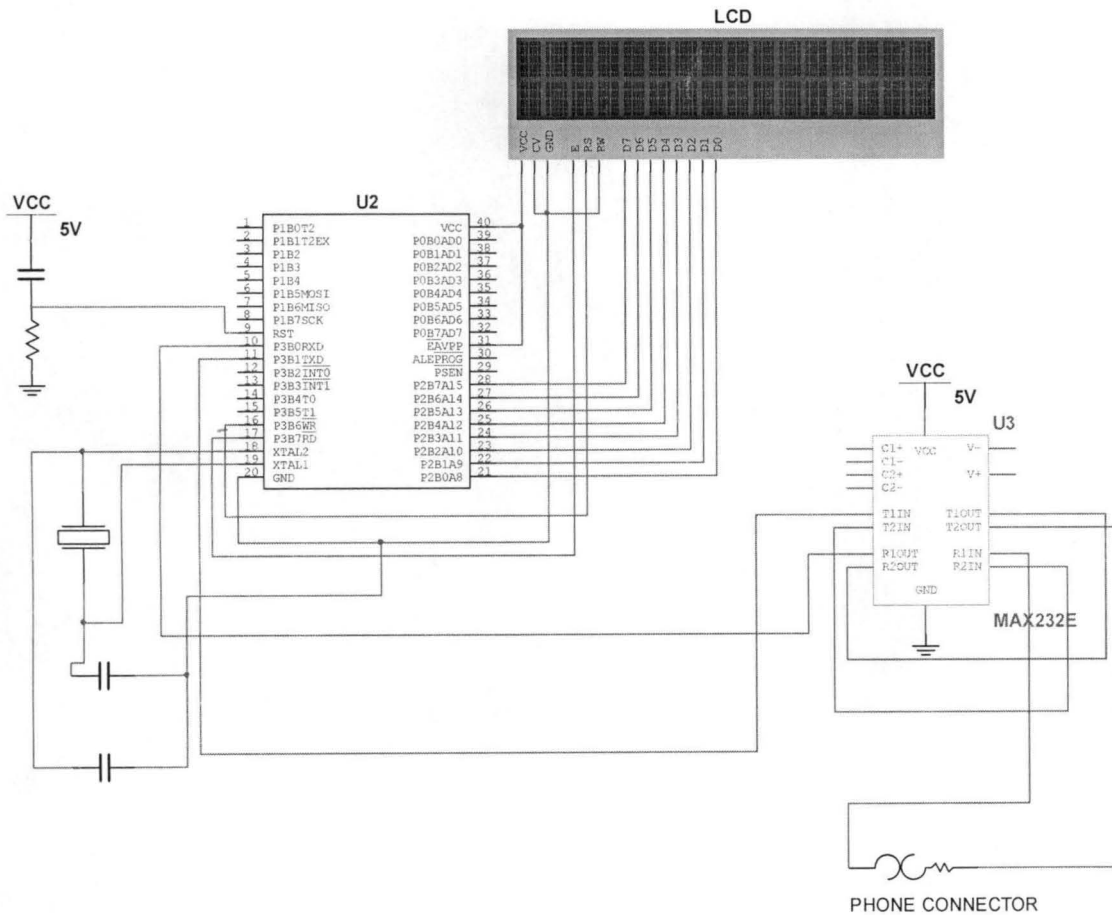 LCD
VCC CV GND E RS RW D7 D6 D5 D4 D3 D2 D1 D0
VCC
5V
U2
1 P1B0T2 VCC 40
2 P1B1T2EX P0B0AD0 39
3 P1B2 P0B1AD1 38
4 P1B3 P0B2AD2 37
5 P1B4 P0B3AD3 36
6 P1B5MOSI P0B4AD4 35
7 P1B6MISO P0B5AD5 34
8 P1B7SCK P0B6AD6 33
9 RST P0B7AD7 32
10 P3B0RXD EAVPP 31
11 P3B1TXD ALEPROG 30
12 P3B2INT0 PSEN 29
13 P3B3INT1 P2B7A15 28
14 P3B4T0 P2B6A14 27
15 P3B5T1 P2B5A13 26
16 P3B6WR P2B4A12 25
17 P3B7RD P2B3A11 24
18 XTAL2 P2B2A10 23
19 XTAL1 P2B1A9 22
20 GND P2B0A8 21
VCC
5V
U3
C1+ VCC V-
C1-
C2+ V+
C2-
T1IN T1OUT
T2IN T2OUT
R1OUT R1IN
R2OUT R2IN
GND
MAX232E
PHONE CONNECTOR